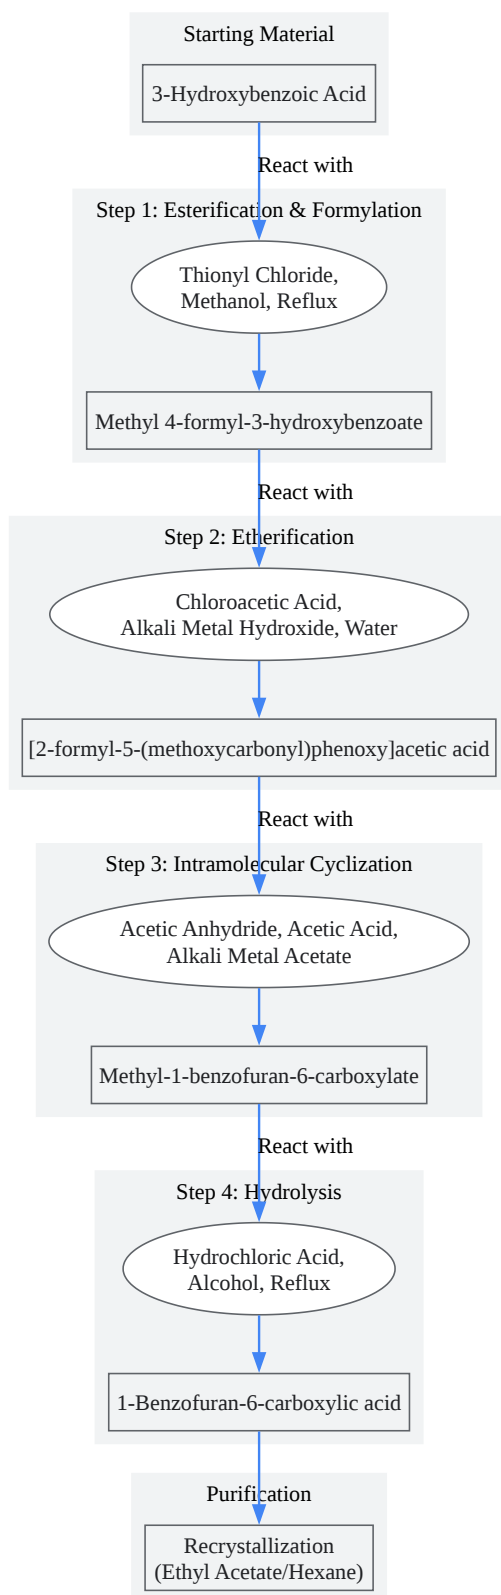 Starting Material
3-Hydroxybenzoic Acid
React with
Step 1: Esterification & Formylation
Thionyl Chloride,
Methanol, Reflux
Methyl 4-formyl-3-hydroxybenzoate
React with
Step 2: Etherification
Chloroacetic Acid,
Alkali Metal Hydroxide, Water
[2-formyl-5-(methoxycarbonyl)phenoxy]acetic acid
React with
Step 3: Intramolecular Cyclization
Acetic Anhydride, Acetic Acid,
Alkali Metal Acetate
Methyl-1-benzofuran-6-carboxylate
React with
Step 4: Hydrolysis
Hydrochloric Acid,
Alcohol, Reflux
1-Benzofuran-6-carboxylic acid
Purification
Recrystallization
(Ethyl Acetate/Hexane)